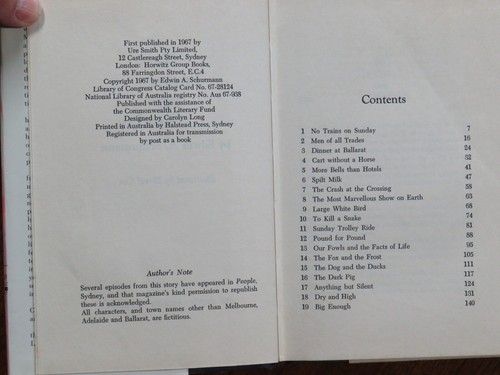 First published in 1967 by
Ure Smith Pty Limited,
12 Castlereagh Street, Sydney
London: Horwitz Group Books,
88 Farringdon Street, E.C.4
Copyright 1967 by Edwin A. Schurmann
Library of Congress Catalog Card No. 67-28124
National Library of Australia registry No. Aus 67-938
Published with the assistance of
the Commonwealth Literary Fund
Designed by Carolyn Long
Printed in Australia by Halstead Press, Sydney
Registered in Australia for transmission
by post as a book
Author's Note
Several episodes from this story have appeared in People,
Sydney, and that magazine's kind permission to republish
these is acknowledged.
All characters, and town names other than Melbourne,
Adelaide and Ballarat, are fictitious.
Contents
1 No Trains on Sunday 7
2 Men of all Trades 16
3 Dinner at Ballarat 24
4 Cart without a Horse 32
5 More Bells than Hotels 41
6 Spilt Milk 47
7 The Crash at the Crossing 58
8 The Most Marvellous Show on Earth 63
9 Large White Bird 68
10 To Kill a Snake 74
11 Sunday Trolley Ride 81
12 Pound for Pound 88
13 Our Fowls and the Facts of Life 95
14 The Fox and the Frost 105
15 The Dog and the Ducks 111
16 The Dark Pig 117
17 Anything but Silent 124
18 Dry and High 131
19 Big Enough 140